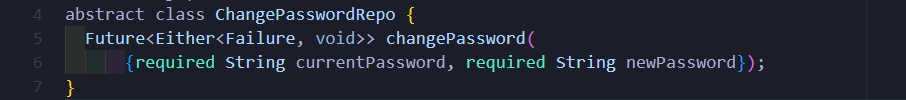 4 abstract class ChangePasswordRepo {
5   Future<Either<Failure, void>> changePassword(
6       {required String currentPassword, required String newPassword});
7 }